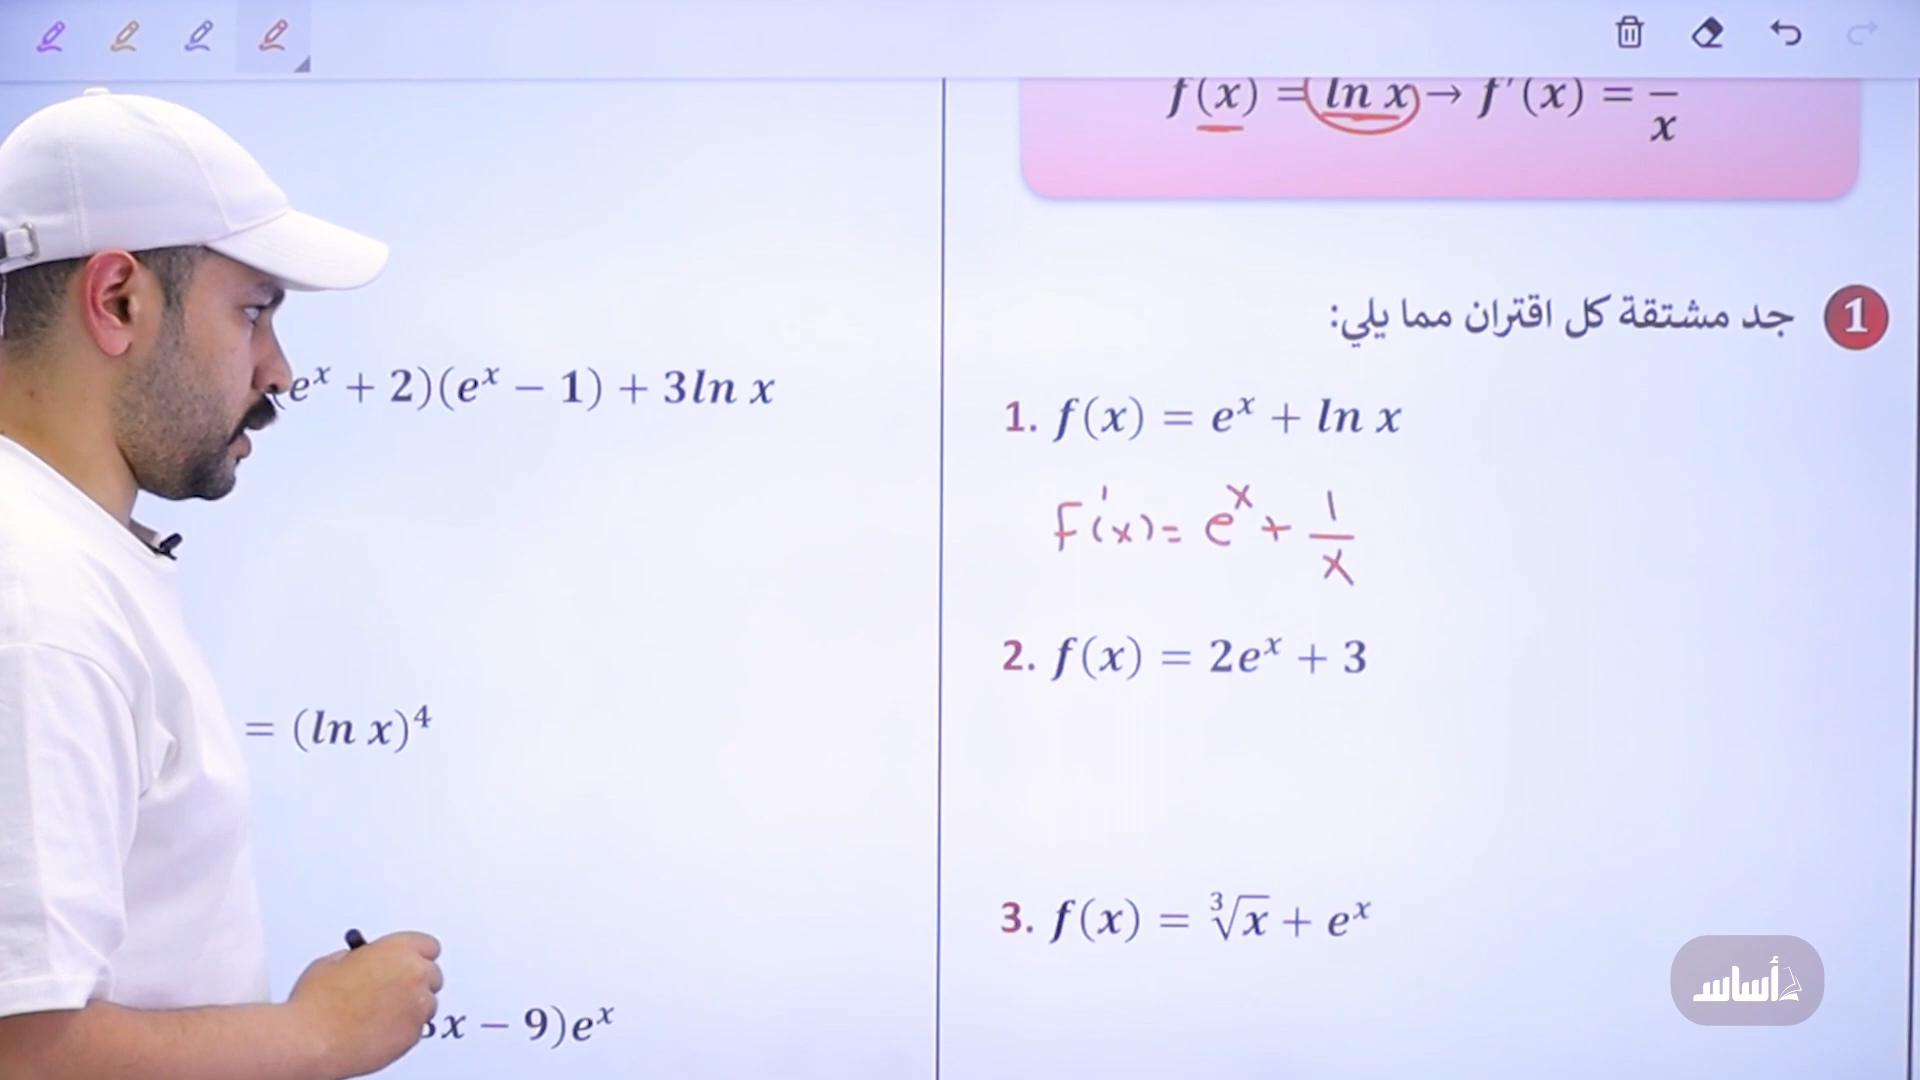 f(x) = ln x → f'(x) = —/x
1 جد مشتقة كل اقتران مما يلي:
1. f(x) = eˣ + ln x
F'(x) = eˣ + 1/x
2. f(x) = 2eˣ + 3
3. f(x) = ∛x + eˣ
eˣ + 2)(eˣ − 1) + 3ln x
= (ln x)⁴
x − 9)eˣ
أساس